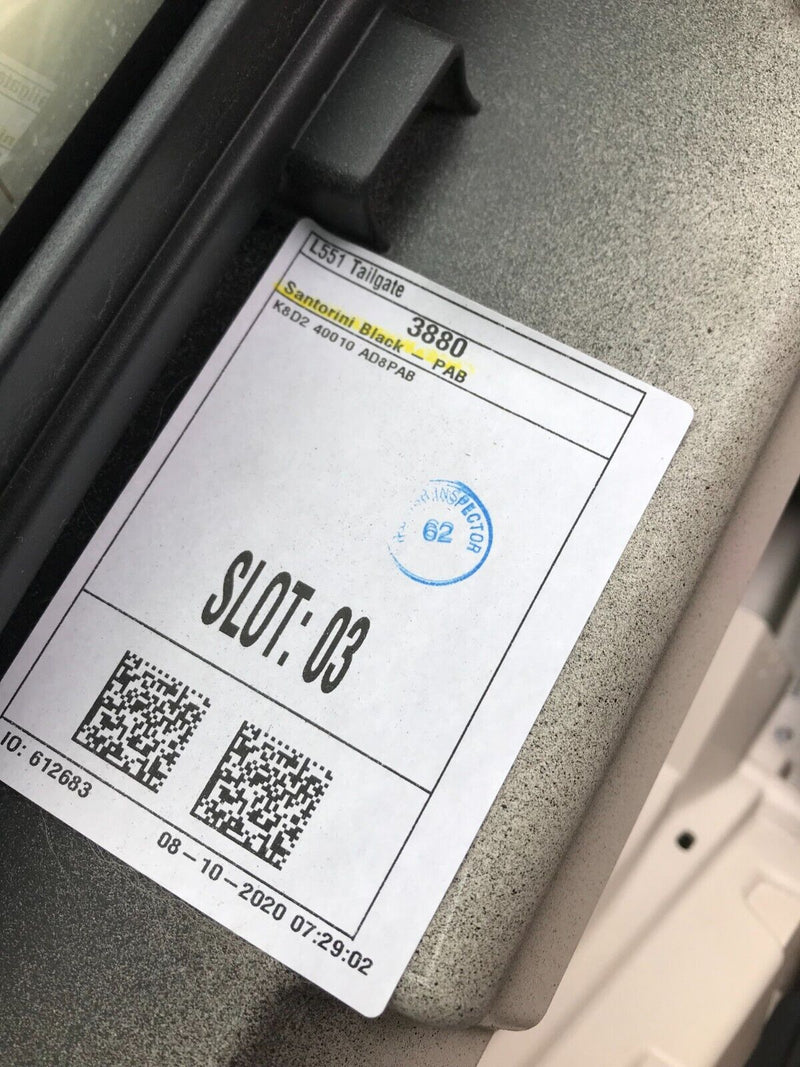 L551 Tailgate
3880
Santorini Black – PAB
K8D2 40010 AD8PAB
INSPECTOR
62
SLOT: 03
IO: 612683
08-10-2020 07:29:02